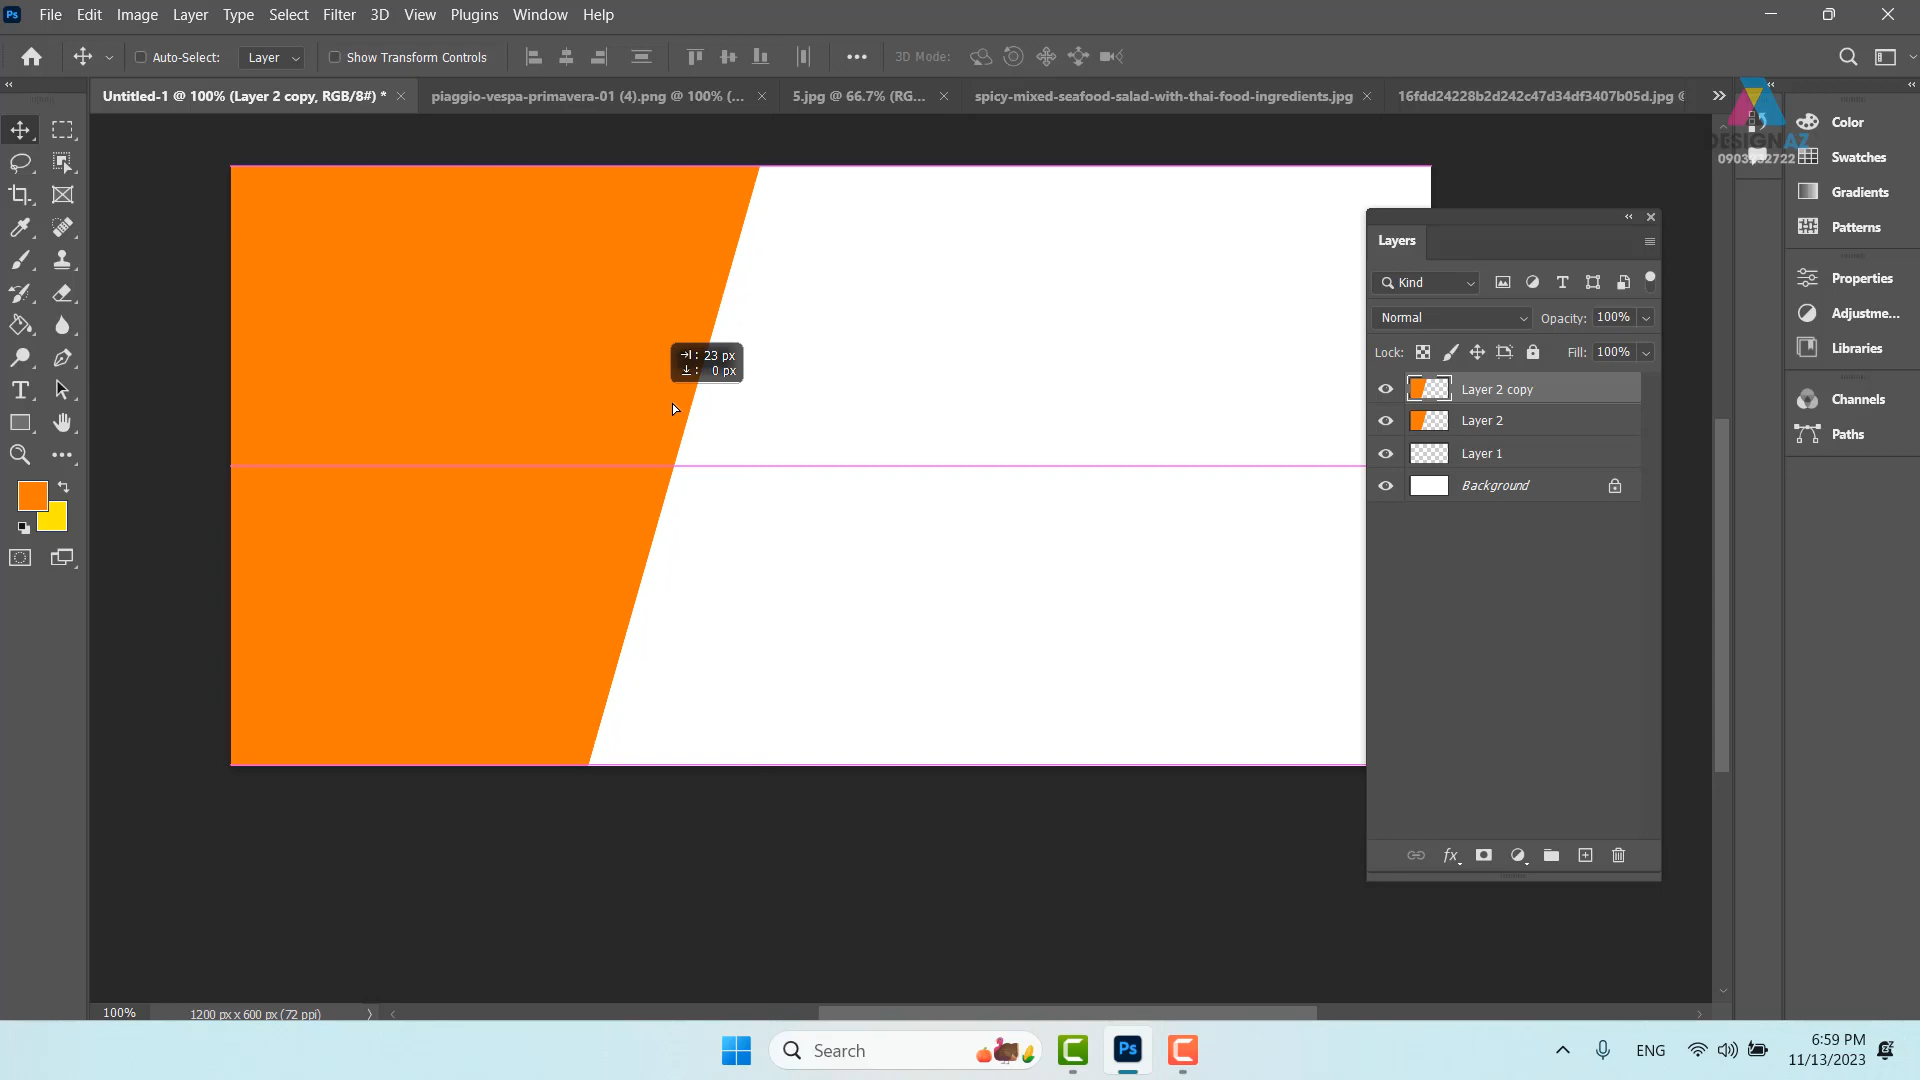 Ps File Edit Image Layer Type Select Filter 3D View Plugins Window Help
Auto-Select: Layer Show Transform Controls 3D Mode:
Untitled-1 @ 100% (Layer 2 copy, RGB/8#) * piaggio-vespa-primavera-01 (4).png @ 100% (... 5.jpg @ 66.7% (RG... spicy-mixed-seafood-salad-with-thai-food-ingredients.jpg 16fdd24228b2d242c47d34df3407b05d.jpg
DESIGNAZ
Color
Swatches
Gradients
Patterns
Properties
Adjustme...
Libraries
Channels
Paths
Layers
Kind
Normal Opacity: 100%
Lock: Fill: 100%
Layer 2 copy
Layer 2
Layer 1
Background
fx
: 23 px
: 0 px
100% 1200 px x 600 px (72 ppi)
Search
Ps
ENG
6:59 PM
11/13/2023